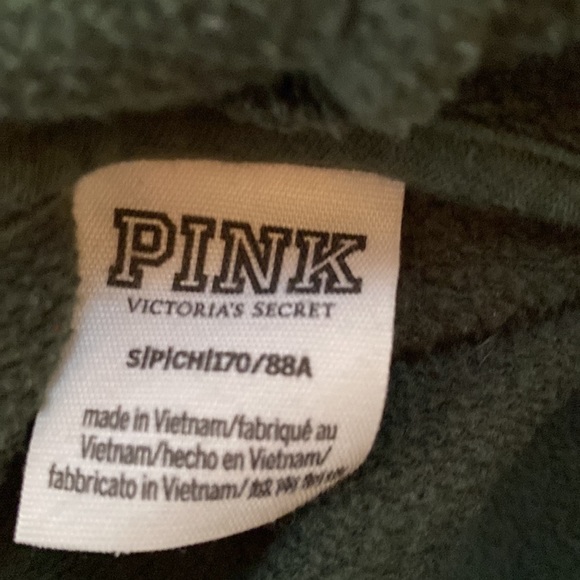 PINK
VICTORIA'S SECRET
S|P|CH|170/88A
made in Vietnam/fabriqué au
Vietnam/hecho en Vietnam/
fabbricato in Vietnam/